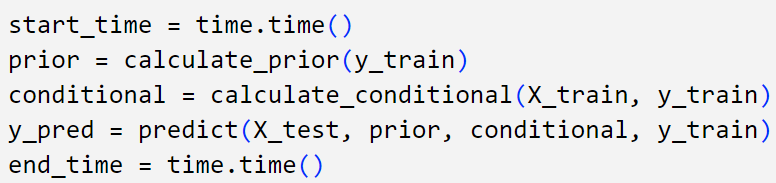 start_time = time.time()
prior = calculate_prior(y_train)
conditional = calculate_conditional(X_train, y_train)
y_pred = predict(X_test, prior, conditional, y_train)
end_time = time.time()